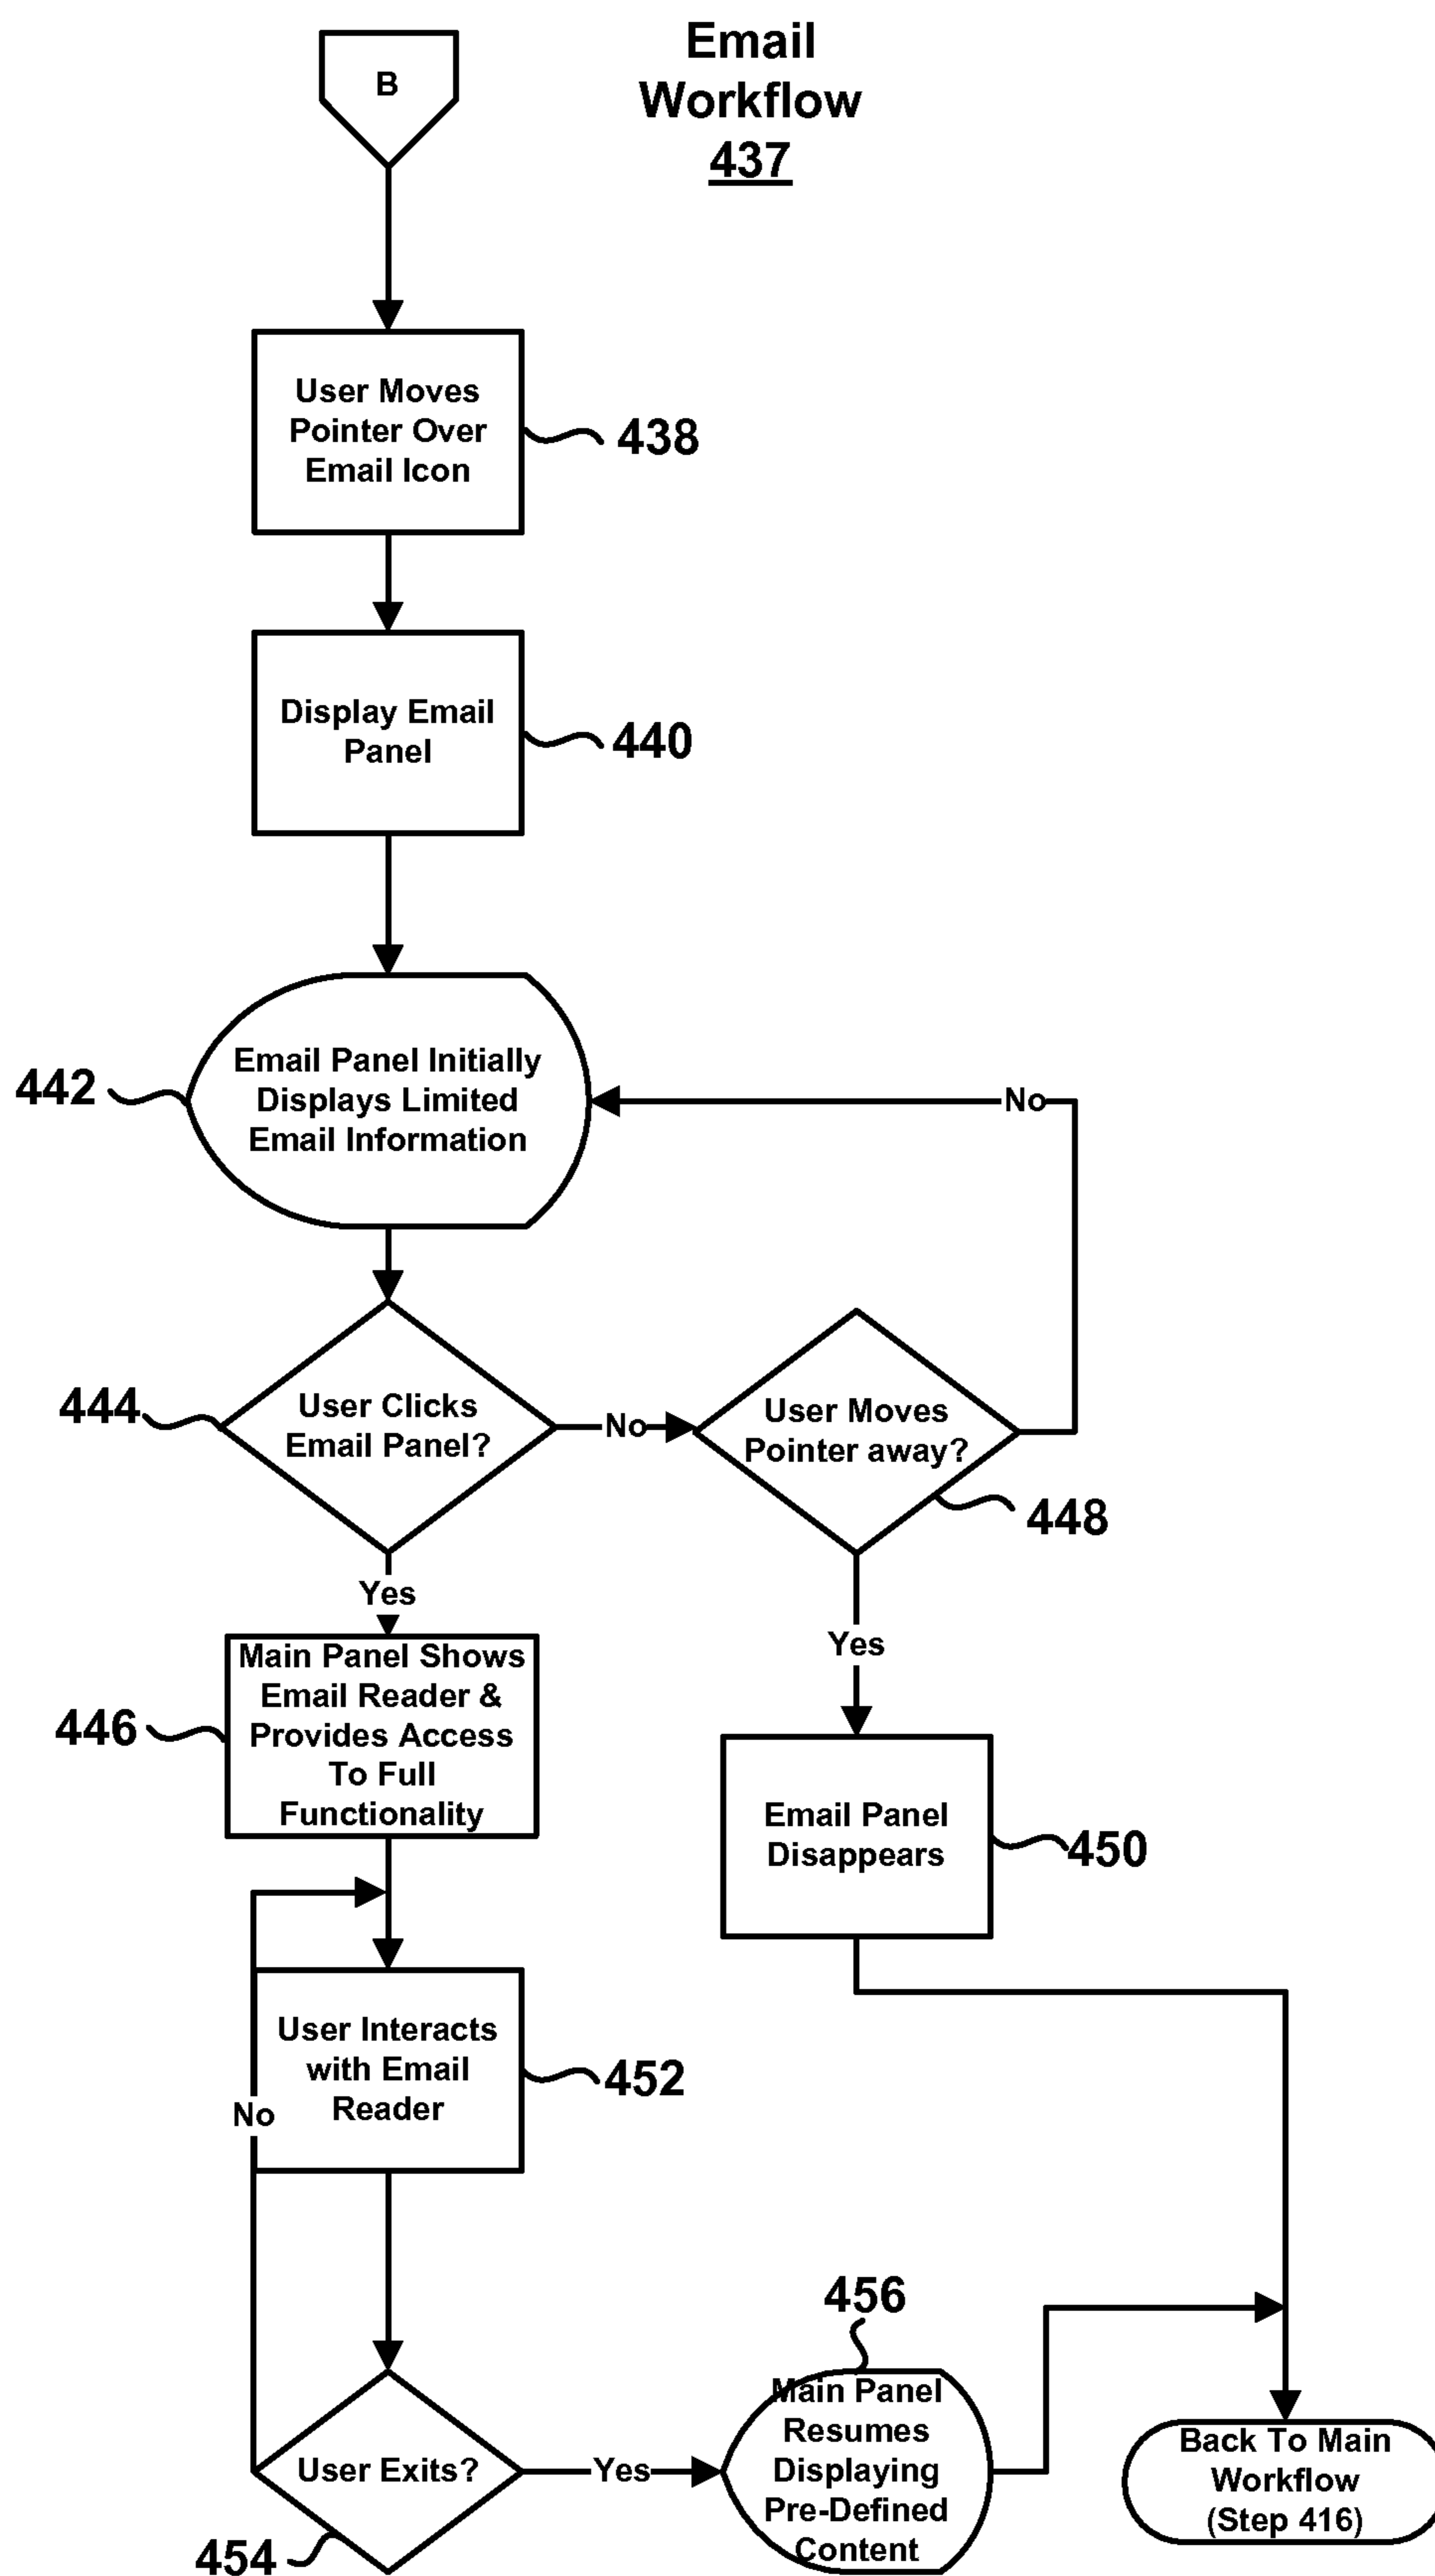 Email
Workflow
437
B
User Moves
Pointer Over
Email Icon
438
Display Email
Panel
440
442
Email Panel Initially
Displays Limited
Email Information
No
444
User Clicks
Email Panel?
No
User Moves
Pointer away?
448
Yes
Yes
446
Main Panel Shows
Email Reader &
Provides Access
To Full
Functionality
Email Panel
Disappears
450
User Interacts
with Email
Reader
452
No
456
User Exits?
Yes
454
Main Panel
Resumes
Displaying
Pre-Defined
Content
Back To Main
Workflow
(Step 416)